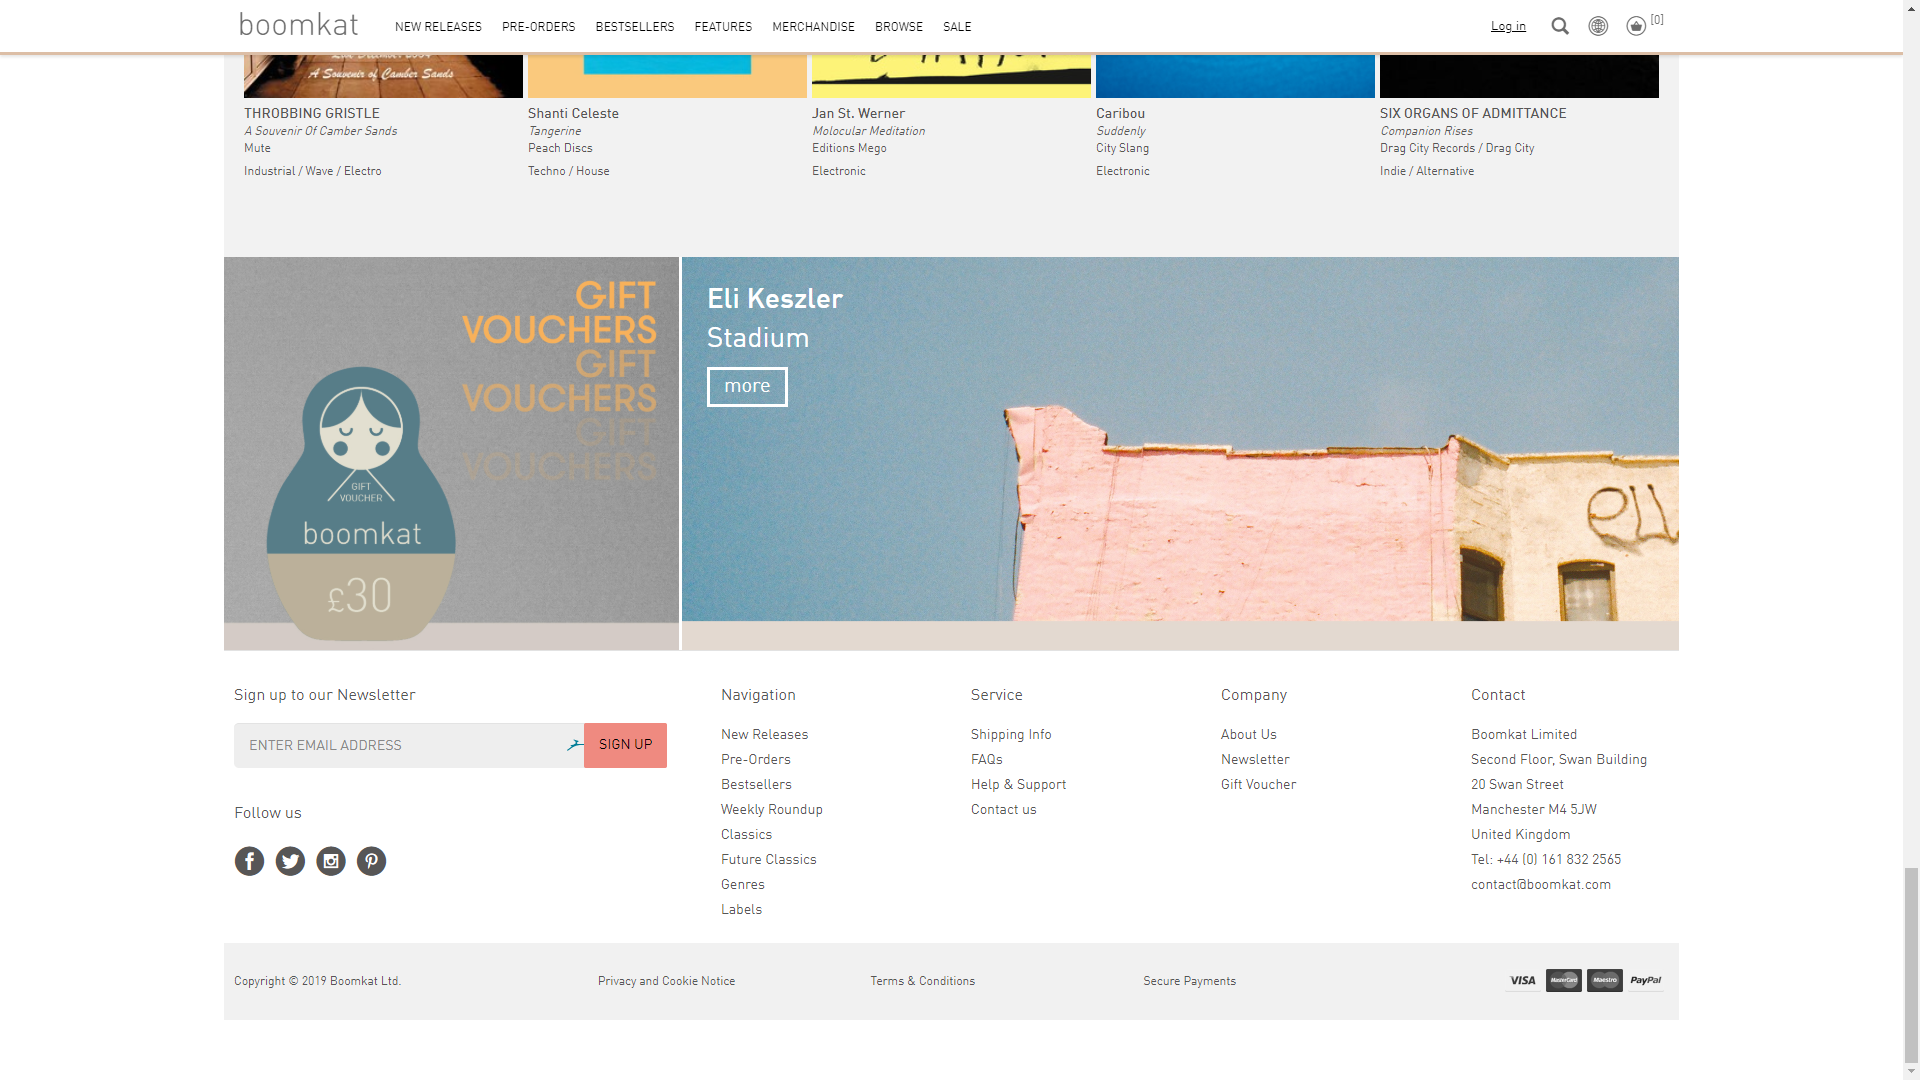 boomkat
NEW RELEASES PRE-ORDERS BESTSELLERS FEATURES MERCHANDISE BROWSE SALE
Log in
[0]
A Souvenir of Camber Sands
THROBBING GRISTLE
A Souvenir Of Camber Sands
Mute
Industrial / Wave / Electro
Shanti Celeste
Tangerine
Peach Discs
Techno / House
Jan St. Werner
Molocular Meditation
Editions Mego
Electronic
Caribou
Suddenly
City Slang
Electronic
SIX ORGANS OF ADMITTANCE
Companion Rises
Drag City Records / Drag City
Indie / Alternative
GIFT
VOUCHERS
GIFT
VOUCHERS
GIFT
VOUCHERS
GIFT
VOUCHER
boomkat
£30
Eli Keszler
Stadium
more
Sign up to our Newsletter
ENTER EMAIL ADDRESS
SIGN UP
Follow us
Navigation
New Releases
Pre-Orders
Bestsellers
Weekly Roundup
Classics
Future Classics
Genres
Labels
Service
Shipping Info
FAQs
Help & Support
Contact us
Company
About Us
Newsletter
Gift Voucher
Contact
Boomkat Limited
Second Floor, Swan Building
20 Swan Street
Manchester M4 5JW
United Kingdom
Tel: +44 (0) 161 832 2565
contact@boomkat.com
Copyright © 2019 Boomkat Ltd.
Privacy and Cookie Notice
Terms & Conditions
Secure Payments
VISA MasterCard Maestro PayPal